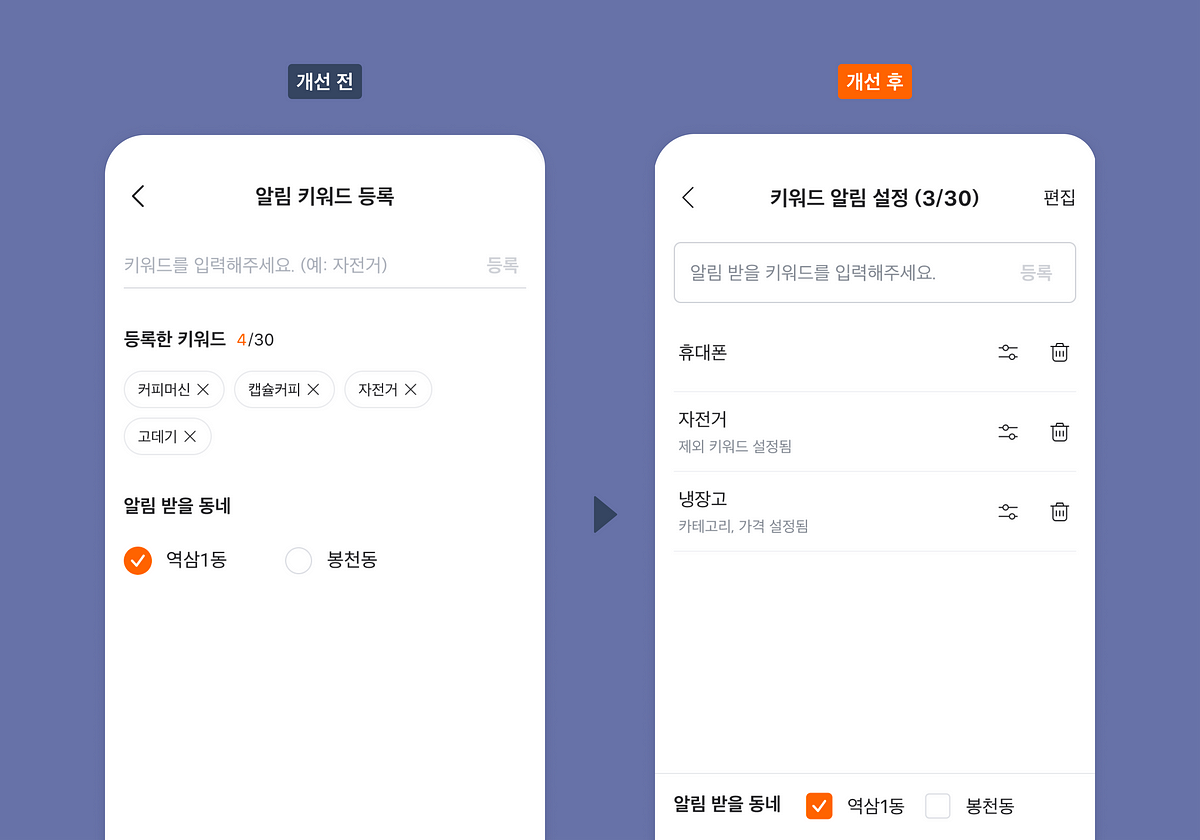 개선 전
알림 키워드 등록
키워드를 입력해주세요. (예: 자전거) 등록
등록한 키워드 4/30
커피머신 캡슐커피 자전거
고데기
알림 받을 동네
역삼1동 봉천동
개선 후
키워드 알림 설정 (3/30) 편집
알림 받을 키워드를 입력해주세요. 등록
휴대폰
자전거
제외 키워드 설정됨
냉장고
카테고리, 가격 설정됨
알림 받을 동네 역삼1동 봉천동